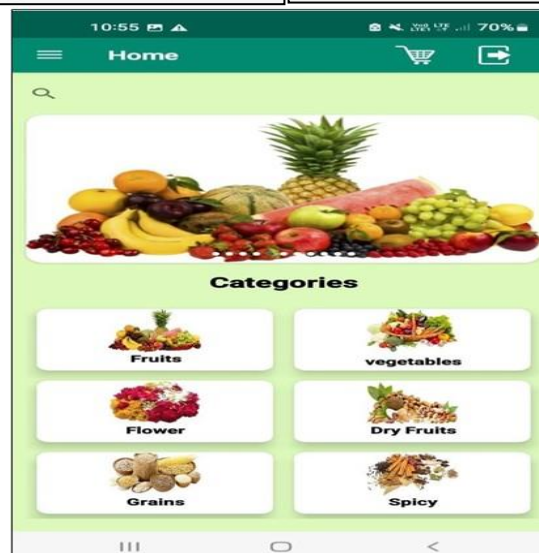 10:55 70%
Home
Categories
Fruits vegetables
Flower Dry Fruits
Grains Spicy